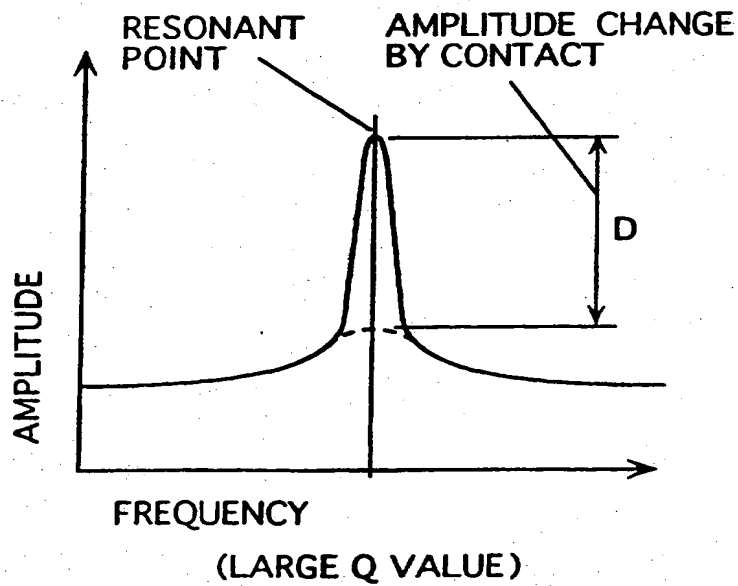 RESONANT
POINT
AMPLITUDE CHANGE
BY CONTACT
D
AMPLITUDE
FREQUENCY
(LARGE Q VALUE)